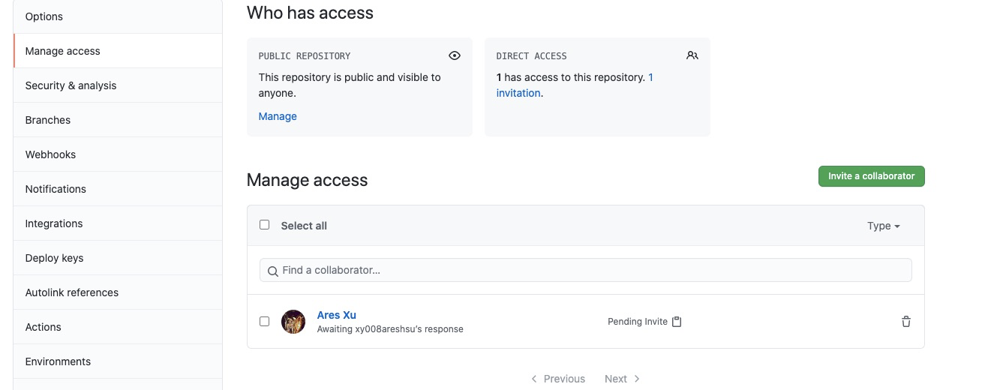 Options
Manage access
Security & analysis
Branches
Webhooks
Notifications
Integrations
Deploy keys
Autolink references
Actions
Environments
Who has access
PUBLIC REPOSITORY
This repository is public and visible to
anyone.
Manage
DIRECT ACCESS
1 has access to this repository. 1
invitation.
Manage access
Invite a collaborator
Select all
Type
Find a collaborator...
Ares Xu
Awaiting xy008areshsu's response
Pending Invite
Previous
Next